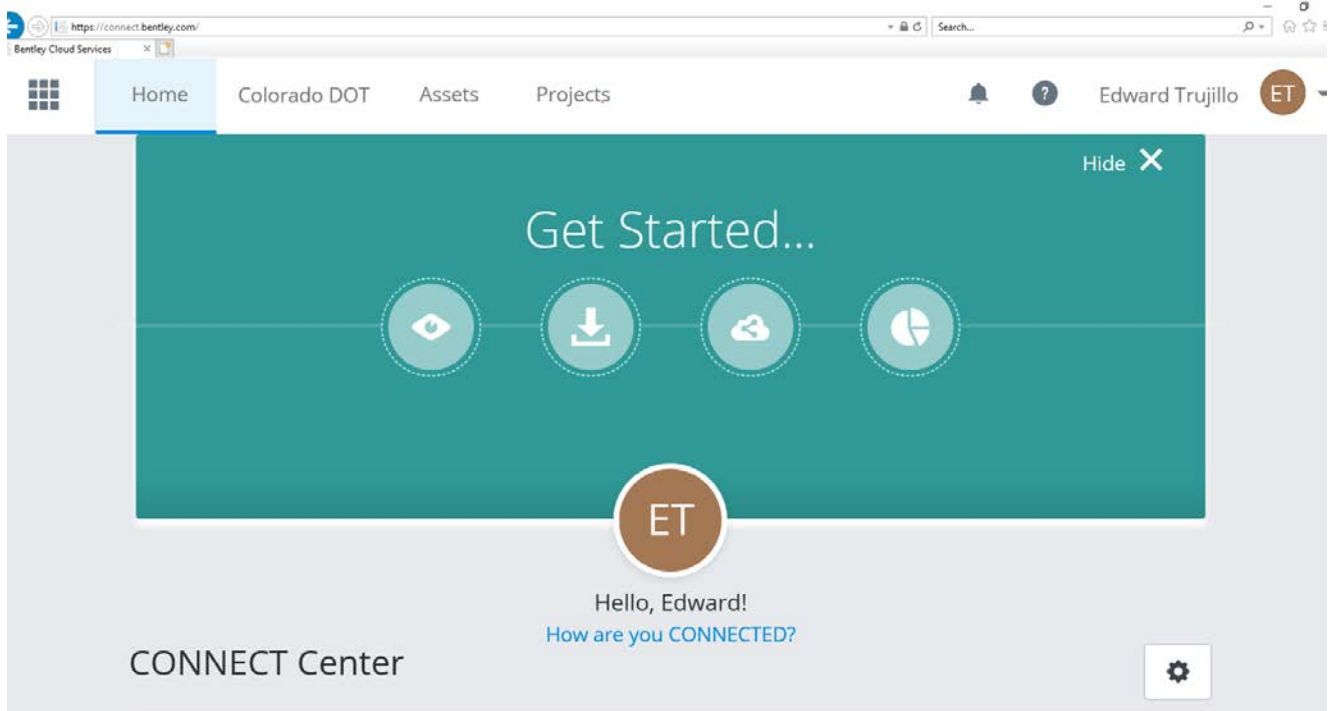 https://connect.bentley.com/
Search...
Bentley Cloud Services
Home Colorado DOT Assets Projects ? Edward Trujillo ET
Hide
Get Started...
ET
Hello, Edward!
How are you CONNECTED?
CONNECT Center